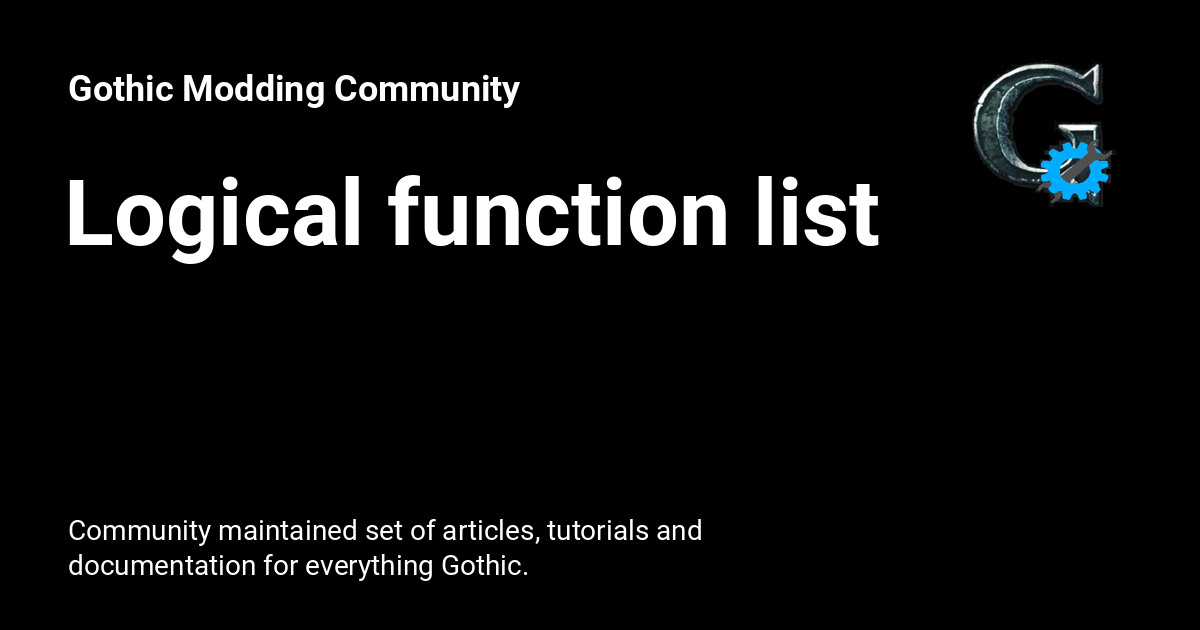 Gothic Modding Community
G
Logical function list
Community maintained set of articles, tutorials and
documentation for everything Gothic.